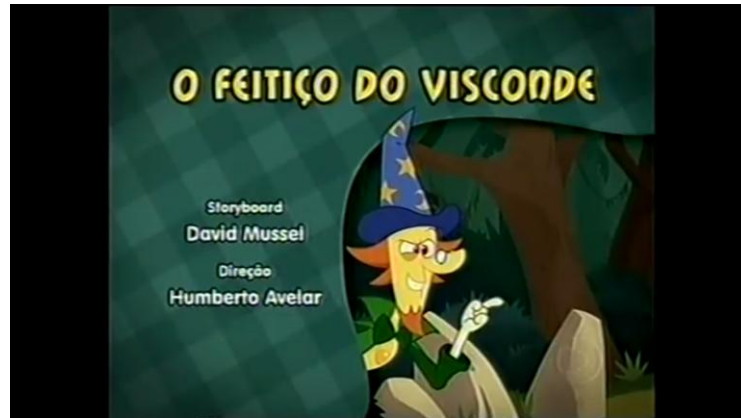 O FEITIÇO DO VISCONDE
Storyboard
David Mussel
Direção
Humberto Avelar